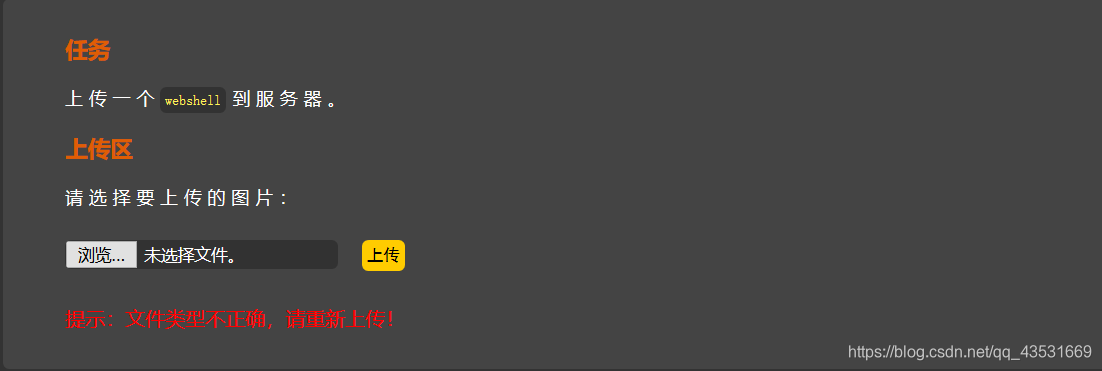 任务
上传一个 webshell 到服务器。
上传区
请选择要上传的图片：
浏览... 未选择文件。 上传
提示：文件类型不正确，请重新上传！
https://blog.csdn.net/qq_43531669